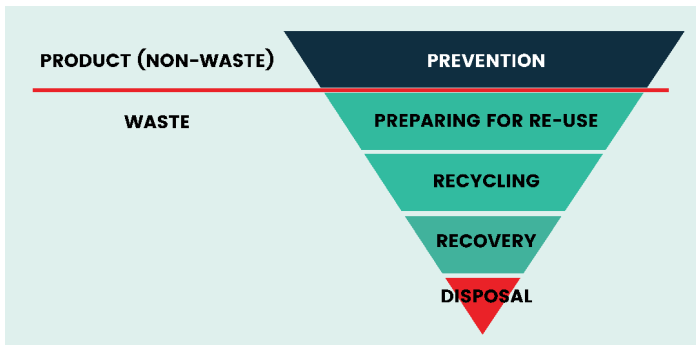 PRODUCT (NON-WASTE)
PREVENTION
WASTE
PREPARING FOR RE-USE
RECYCLING
RECOVERY
DISPOSAL